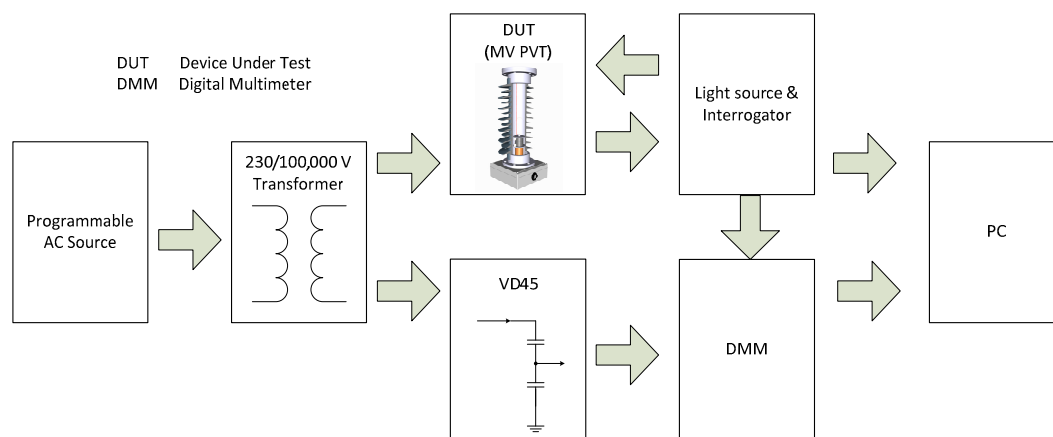 DUT Device Under Test
DMM Digital Multimeter
Programmable
AC Source
230/100,000 V
Transformer
DUT
(MV PVT)
VD45
Light source &
Interrogator
DMM
PC